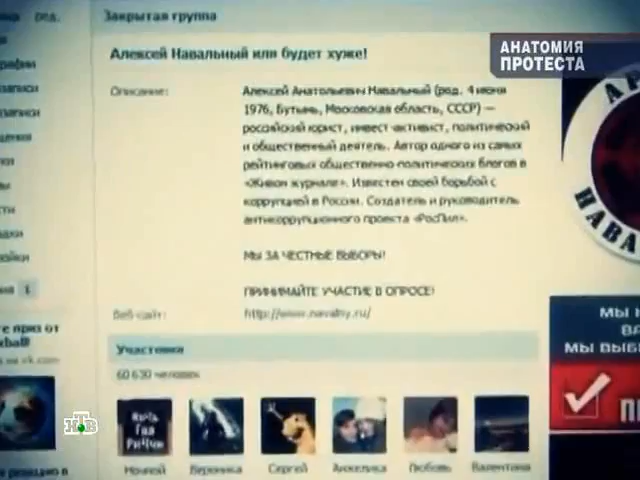 Закрытая группа
АНАТОМИЯ
ПРОТЕСТА
Алексей Навальный или будет хуже!
Описание:
Алексей Анатольевич Навальный (род. 4 июня
1976, Бутынь, Московская область, СССР) —
российский юрист, инвест-активист, политический
и общественный деятель. Автор одного из самых
рейтинговых общественно-политических блогов в
«Живом журнале». Известен своей борьбой с
коррупцией в России. Создатель и руководитель
антикоррупционного проекта «РосПил».
МЫ ЗА ЧЕСТНЫЕ ВЫБОРЫ!
ПРИНИМАЙТЕ УЧАСТИЕ В ОПРОСЕ!
Веб-сайт:
http://www.navalny.ru/
Участники
60 630 человек
Ночной
Вероника
Сергей
Анжелика
Любовь
Валентина
МЫ
МЫ ВЫБ
НТВ